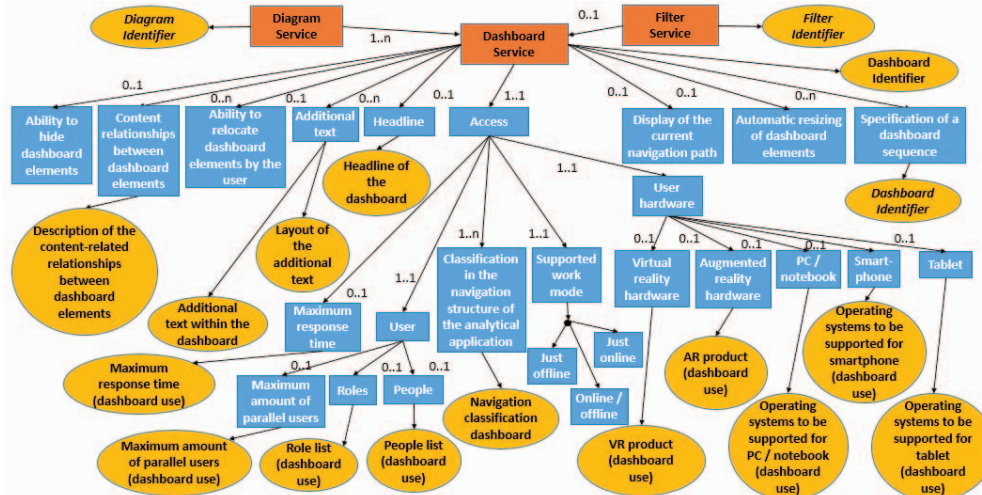 Diagram
Identifier
Diagram
Service
1..n
Dashboard
Service
0..1
Filter
Service
Filter
Identifier
Dashboard
Identifier
0..1
0..n
0..1
0..n
0..1
1..1
0..1
0..1
0..n
Ability to
hide
dashboard
elements
Content
relationships
between
dashboard
elements
Ability to
relocate
dashboard
elements by the
user
Additional
text
Headline
Access
Display of the
current
navigation path
Automatic resizing
of dashboard
elements
Specification of a
dashboard
sequence
Headline of
the
dashboard
1..1
User
hardware
Dashboard
Identifier
Description of the
content-related
relationships
between
dashboard
elements
Layout of
the
additional
text
Additional
text within the
dashboard
0..1
1..1
1..n
1..1
0..1
0..1
0..1
0..1
0..1
Maximum
response
time
User
Classification
in the
navigation
structure of
the analytical
application
Supported
work
mode
Virtual
reality
hardware
Augmented
reality
hardware
PC /
notebook
Smart-
phone
Tablet
Just
offline
Just
online
Online /
offline
Maximum
response time
(dashboard use)
0..1
0..1
0..1
Maximum
amount of
parallel users
Roles
People
Maximum amount
of parallel users
(dashboard use)
Role list
(dashboard
use)
People list
(dashboard
use)
Navigation
classification
dashboard
VR product
(dashboard use)
AR product
(dashboard
use)
Operating
systems to be
supported for
PC / notebook
(dashboard
use)
Operating
systems to be
supported for
smartphone
(dashboard
use)
Operating
systems to be
supported for
tablet
(dashboard
use)